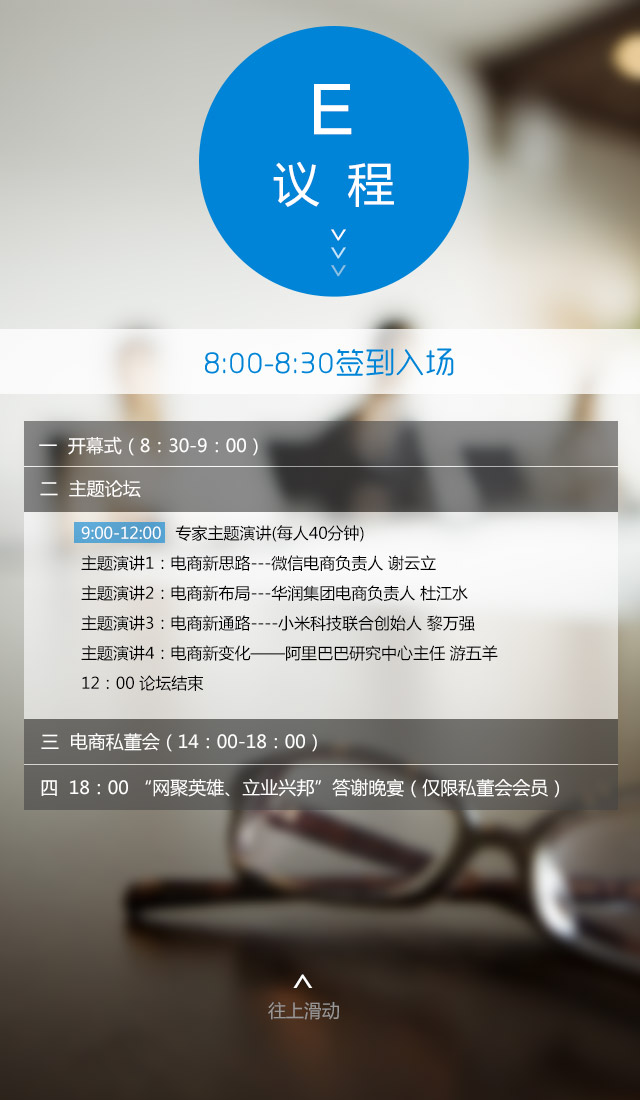 E
议 程
8:00-8:30签到入场
一 开幕式（8：30-9：00）
二 主题论坛
9:00-12:00 专家主题演讲(每人40分钟)
主题演讲1：电商新思路---微信电商负责人 谢云立
主题演讲2：电商新布局---华润集团电商负责人 杜江水
主题演讲3：电商新通路----小米科技联合创始人 黎万强
主题演讲4：电商新变化——阿里巴巴研究中心主任 游五羊
12：00 论坛结束
三 电商私董会（14：00-18：00）
四 18：00 “网聚英雄、立业兴邦”答谢晚宴（仅限私董会会员）
往上滑动